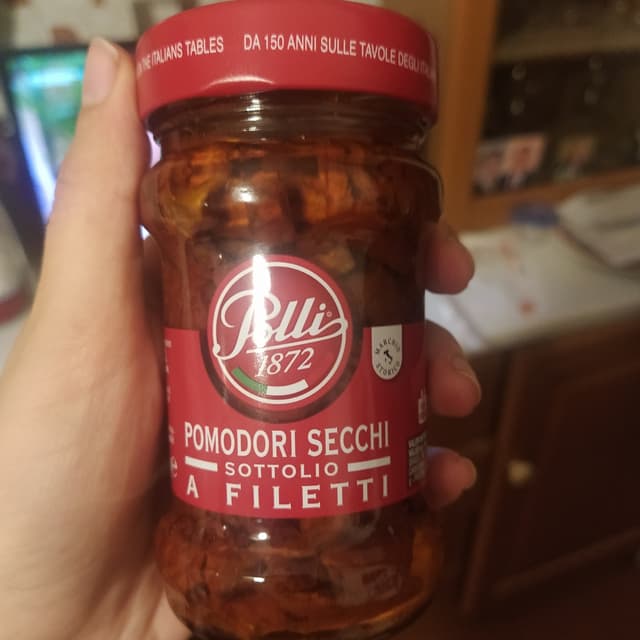 THE ITALIANS TABLES DA 150 ANNI SULLE TAVOLE DEGLI
Polli
1872
MARCHIO
STORICO
POMODORI SECCHI
SOTTOLIO
A FILETTI